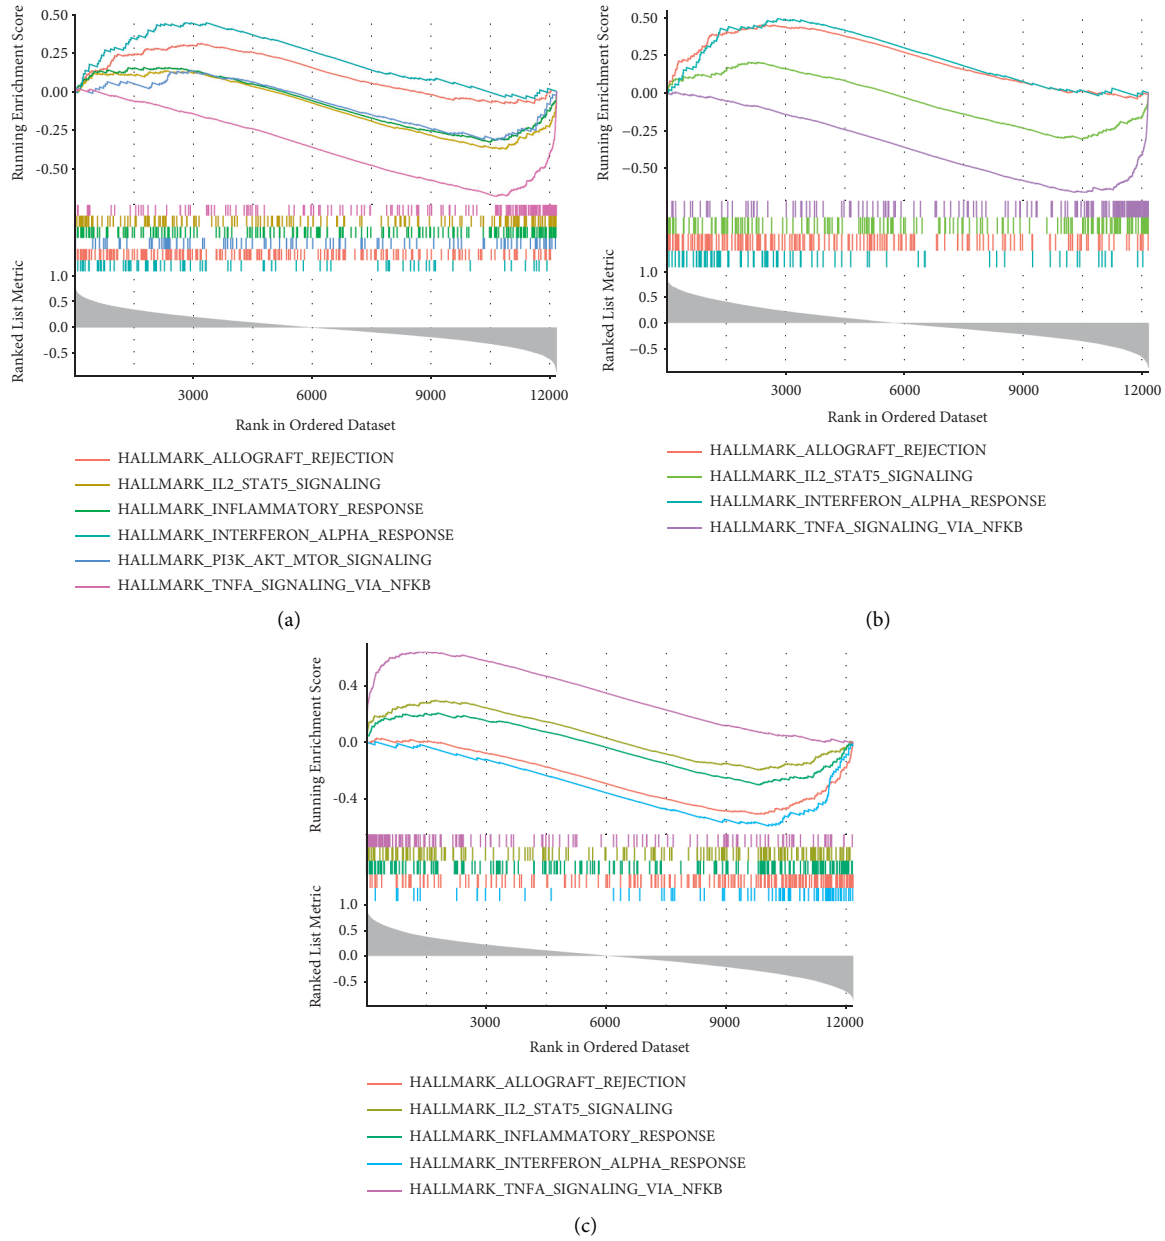 Running Enrichment Score
0.50
0.25
0.00
-0.25
-0.50
Ranked List Metric
1.0
0.5
0.0
-0.5
3000 6000 9000 12000
Rank in Ordered Dataset
HALLMARK_ALLOGRAFT_REJECTION
HALLMARK_IL2_STAT5_SIGNALING
HALLMARK_INFLAMMATORY_RESPONSE
HALLMARK_INTERFERON_ALPHA_RESPONSE
HALLMARK_PI3K_AKT_MTOR_SIGNALING
HALLMARK_TNFA_SIGNALING_VIA_NFKB
(a)
Running Enrichment Score
0.50
0.25
0.00
−0.25
−0.50
Ranked List Metric
1.0
0.5
0.0
−0.5
3000 6000 9000 12000
Rank in Ordered Dataset
HALLMARK_ALLOGRAFT_REJECTION
HALLMARK_IL2_STAT5_SIGNALING
HALLMARK_INTERFERON_ALPHA_RESPONSE
HALLMARK_TNFA_SIGNALING_VIA_NFKB
(b)
Running Enrichment Score
0.4
0.0
-0.4
Ranked List Metric
1.0
0.5
0.0
-0.5
3000 6000 9000 12000
Rank in Ordered Dataset
HALLMARK_ALLOGRAFT_REJECTION
HALLMARK_IL2_STAT5_SIGNALING
HALLMARK_INFLAMMATORY_RESPONSE
HALLMARK_INTERFERON_ALPHA_RESPONSE
HALLMARK_TNFA_SIGNALING_VIA_NFKB
(c)